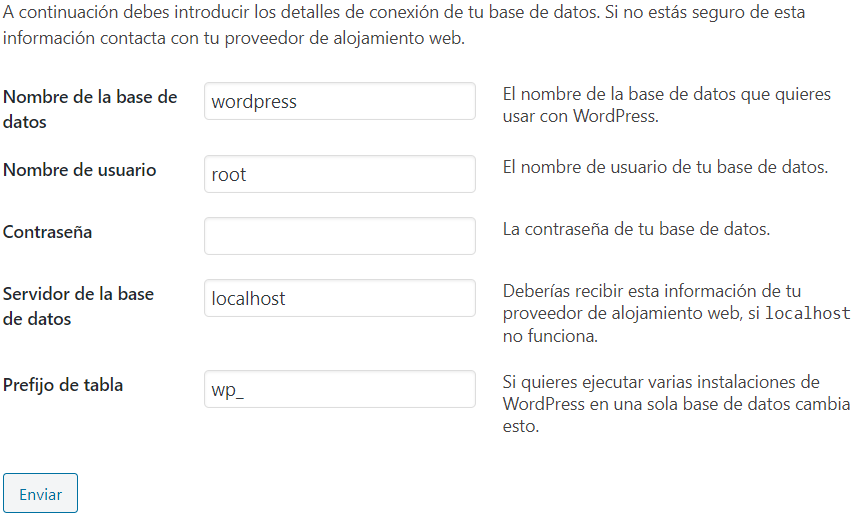 A continuación debes introducir los detalles de conexión de tu base de datos. Si no estás seguro de esta
información contacta con tu proveedor de alojamiento web.
Nombre de la base de
datos
wordpress
El nombre de la base de datos que quieres
usar con WordPress.
Nombre de usuario
root
El nombre de usuario de tu base de datos.
Contraseña
La contraseña de tu base de datos.
Servidor de la base
de datos
localhost
Deberías recibir esta información de tu
proveedor de alojamiento web, si localhost
no funciona.
Prefijo de tabla
wp_
Si quieres ejecutar varias instalaciones de
WordPress en una sola base de datos cambia
esto.
Enviar